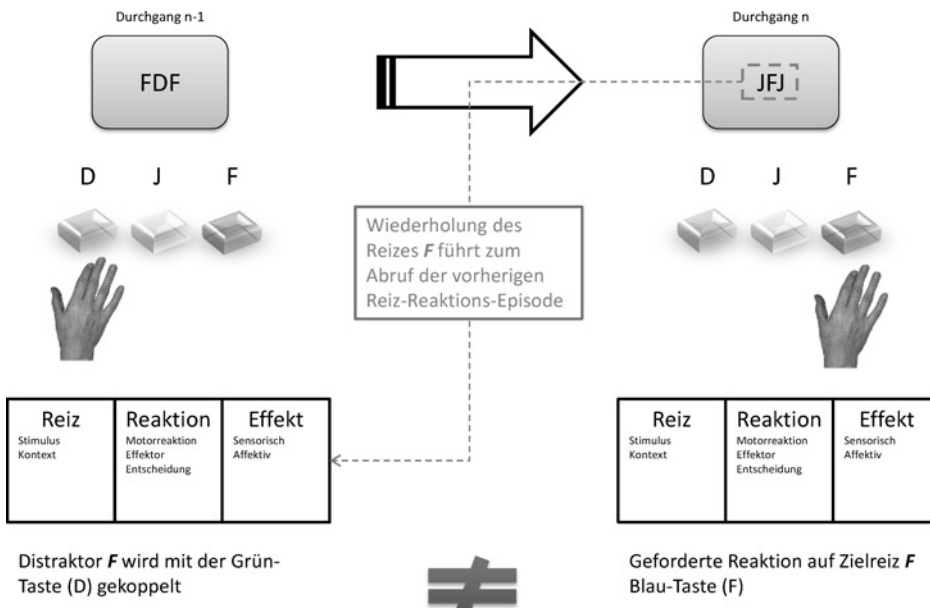 Durchgang n-1
Durchgang n
FDF
JFJ
D J F
D J F
Wiederholung des
Reizes F führt zum
Abruf der vorherigen
Reiz-Reaktions-Episode
Reiz
Stimulus
Kontext
Reaktion
Motorreaktion
Effektor
Entscheidung
Effekt
Sensorisch
Affektiv
Reiz
Stimulus
Kontext
Reaktion
Motorreaktion
Effektor
Entscheidung
Effekt
Sensorisch
Affektiv
Distraktor F wird mit der Grün-
Taste (D) gekoppelt
≠
Geforderte Reaktion auf Zielreiz F
Blau-Taste (F)